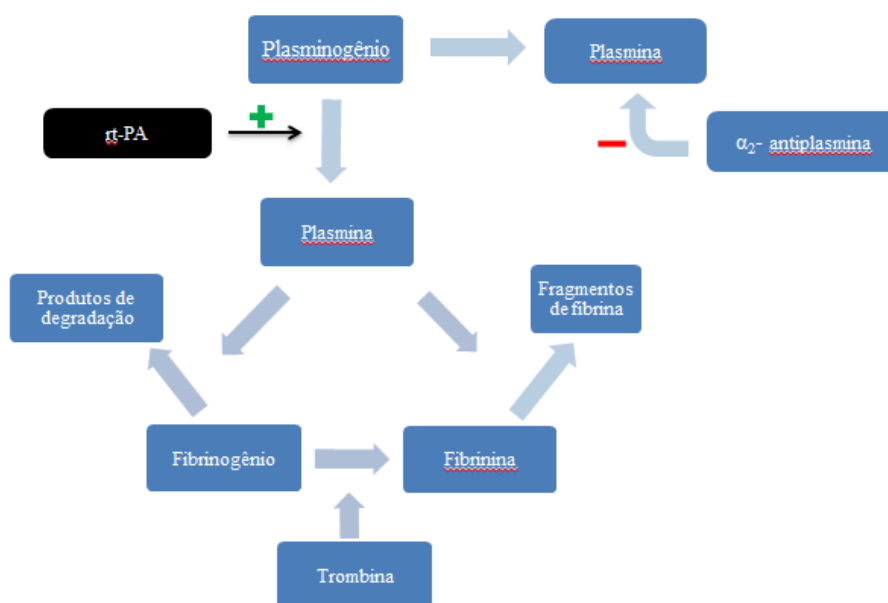 Plasminogênio
Plasmina
rt-PA
α₂- antiplasmina
Plasmina
Produtos de
degradação
Fragmentos
de fibrina
Fibrinogênio
Fibrinina
Trombina